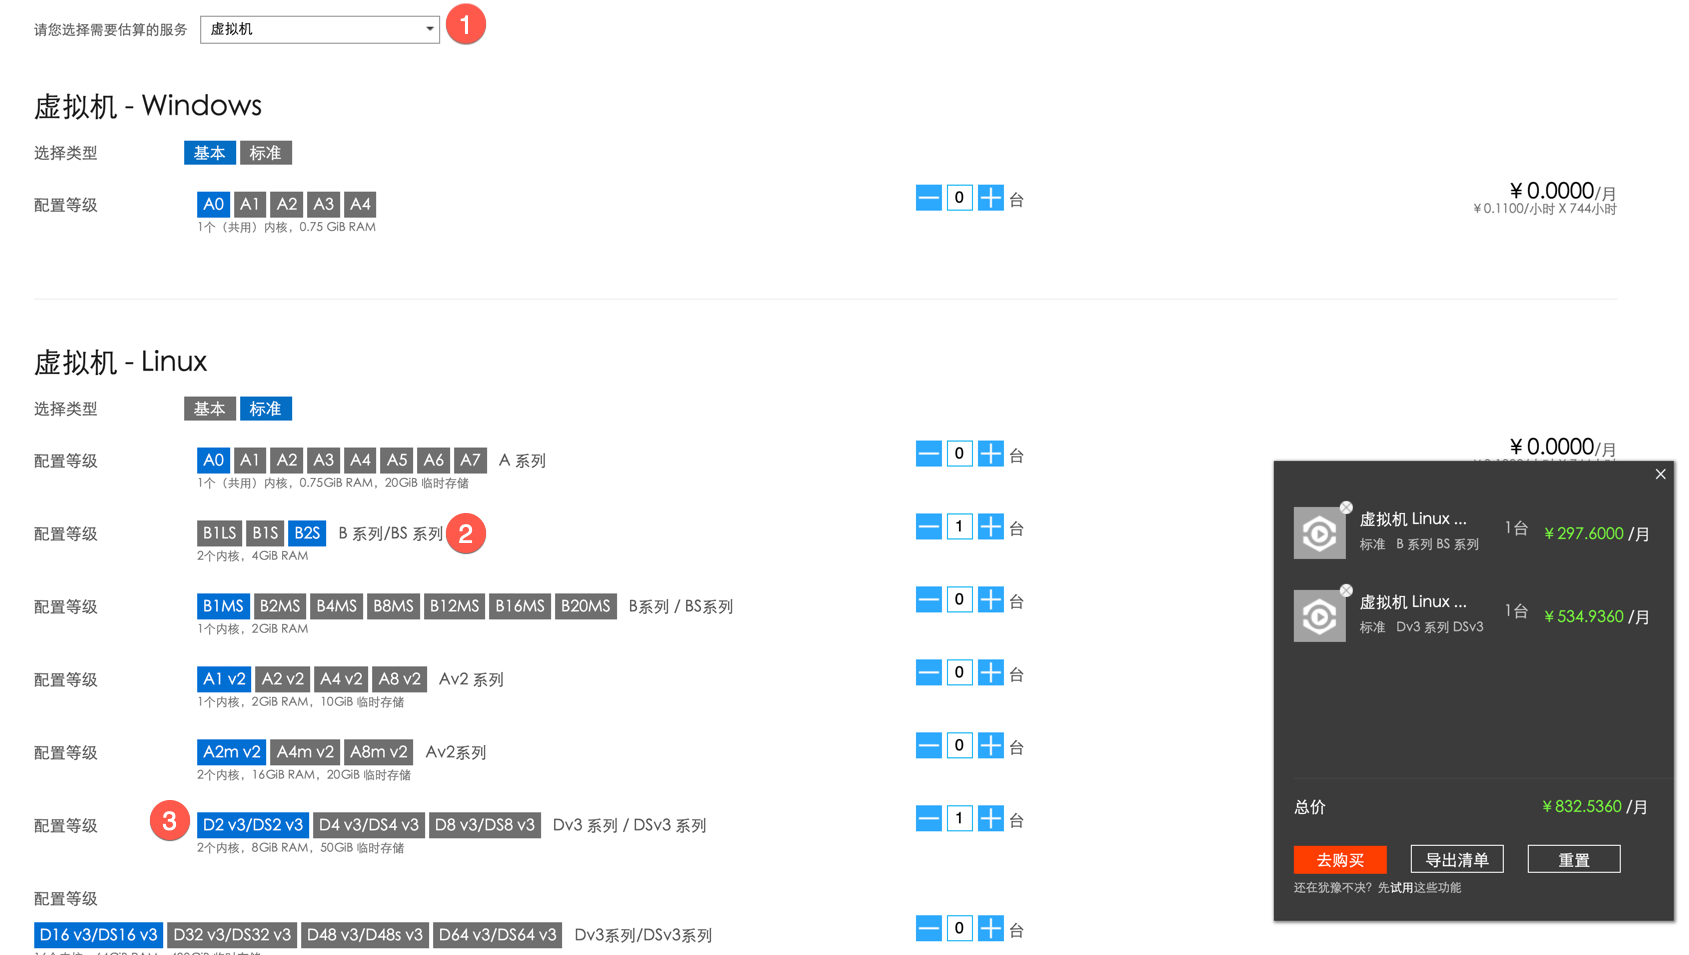 请您选择需要估算的服务 虚拟机 1
虚拟机 - Windows
选择类型 基本 标准
配置等级 A0 A1 A2 A3 A4 0 台 ¥ 0.0000/月
1个（共用）内核，0.75 GiB RAM ¥ 0.1100/小时 X 744小时
虚拟机 - Linux
选择类型 基本 标准
配置等级 A0 A1 A2 A3 A4 A5 A6 A7 A 系列 0 台 ¥ 0.0000/月
1个（共用）内核，0.75GiB RAM，20GiB 临时存储
配置等级 B1LS B1S B2S B 系列/BS 系列 2 1 台
2个内核，4GiB RAM
配置等级 B1MS B2MS B4MS B8MS B12MS B16MS B20MS B系列 / BS系列 0 台
1个内核，2GiB RAM
配置等级 A1 v2 A2 v2 A4 v2 A8 v2 Av2 系列 0 台
1个内核，2GiB RAM，10GiB 临时存储
配置等级 A2m v2 A4m v2 A8m v2 Av2系列 0 台
2个内核，16GiB RAM，20GiB 临时存储
配置等级 3 D2 v3/DS2 v3 D4 v3/DS4 v3 D8 v3/DS8 v3 Dv3 系列 / DSv3 系列 1 台
2个内核，8GiB RAM，50GiB 临时存储
配置等级
D16 v3/DS16 v3 D32 v3/DS32 v3 D48 v3/D48s v3 D64 v3/DS64 v3 Dv3系列/DSv3系列 0 台
虚拟机 Linux ... 1台 ¥ 297.6000 /月
标准 B 系列 BS 系列
虚拟机 Linux ... 1台 ¥ 534.9360 /月
标准 Dv3 系列 DSv3
总价 ¥ 832.5360 /月
去购买 导出清单 重置
还在犹豫不决? 先试用这些功能